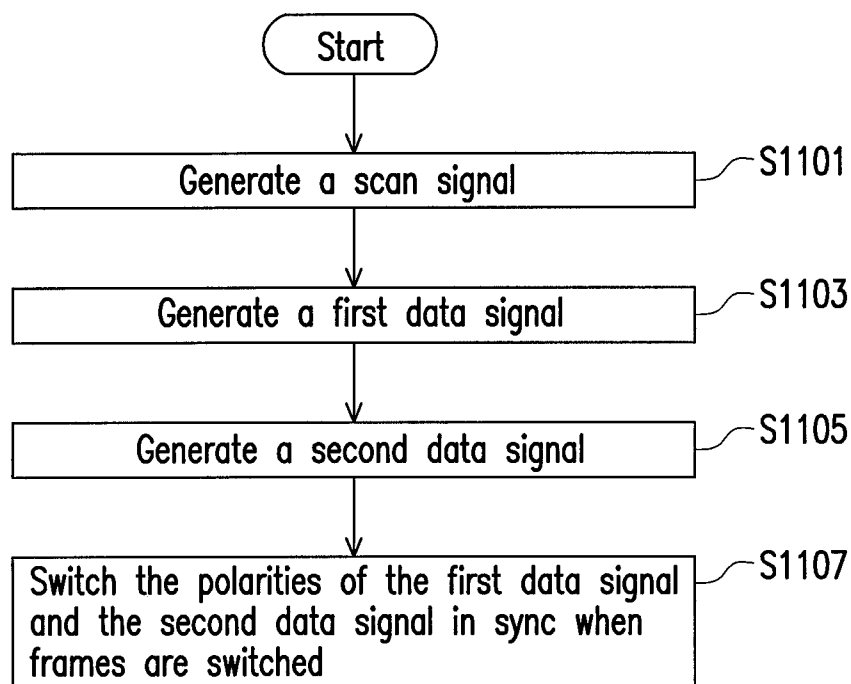 Start
Generate a scan signal
S1101
Generate a first data signal
S1103
Generate a second data signal
S1105
Switch the polarities of the first data signal
and the second data signal in sync when
frames are switched
S1107